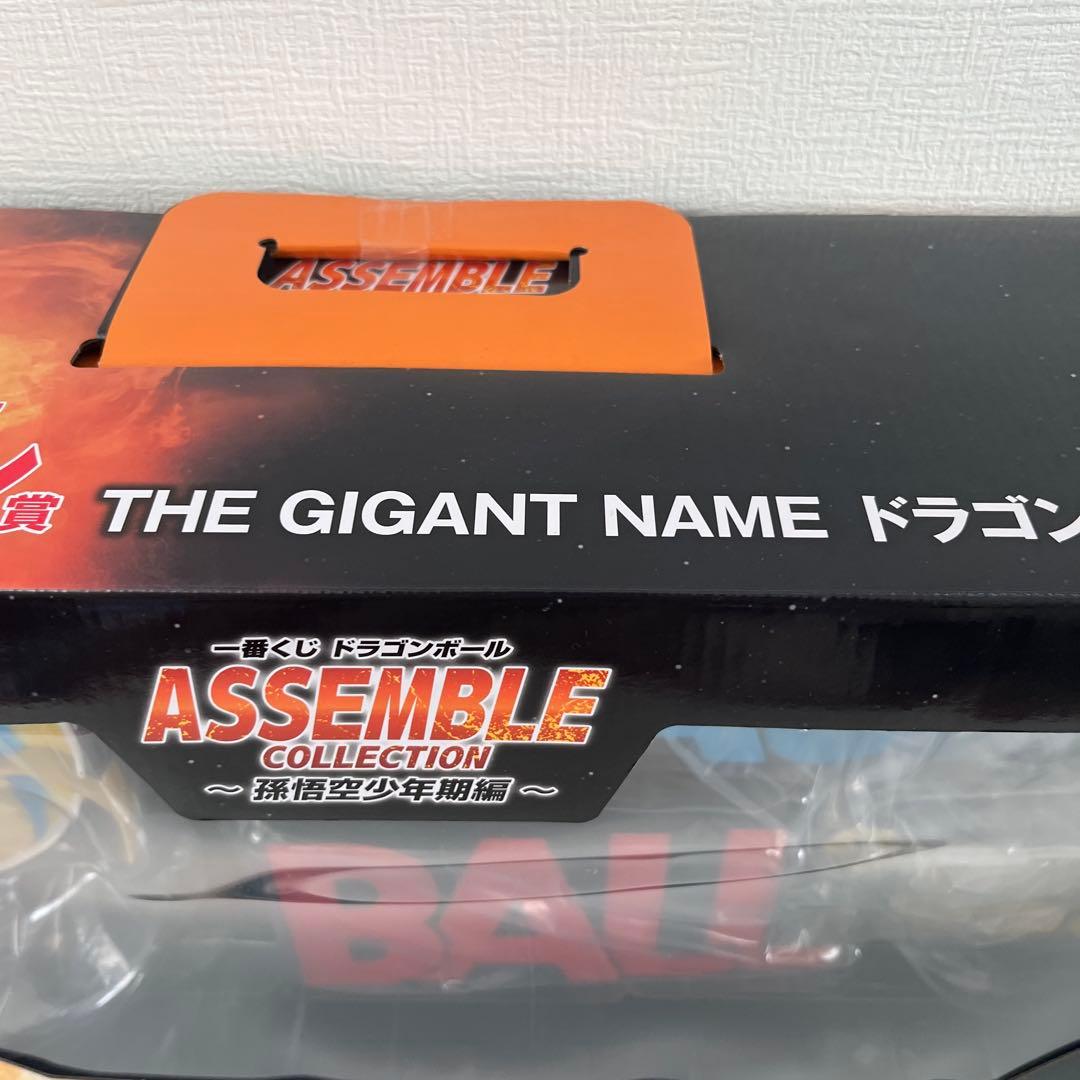 ASSEMBLE
賞 THE GIGANT NAME ドラゴン
一番くじ ドラゴンボール
ASSEMBLE
COLLECTION
～孫悟空少年期編～
BALL